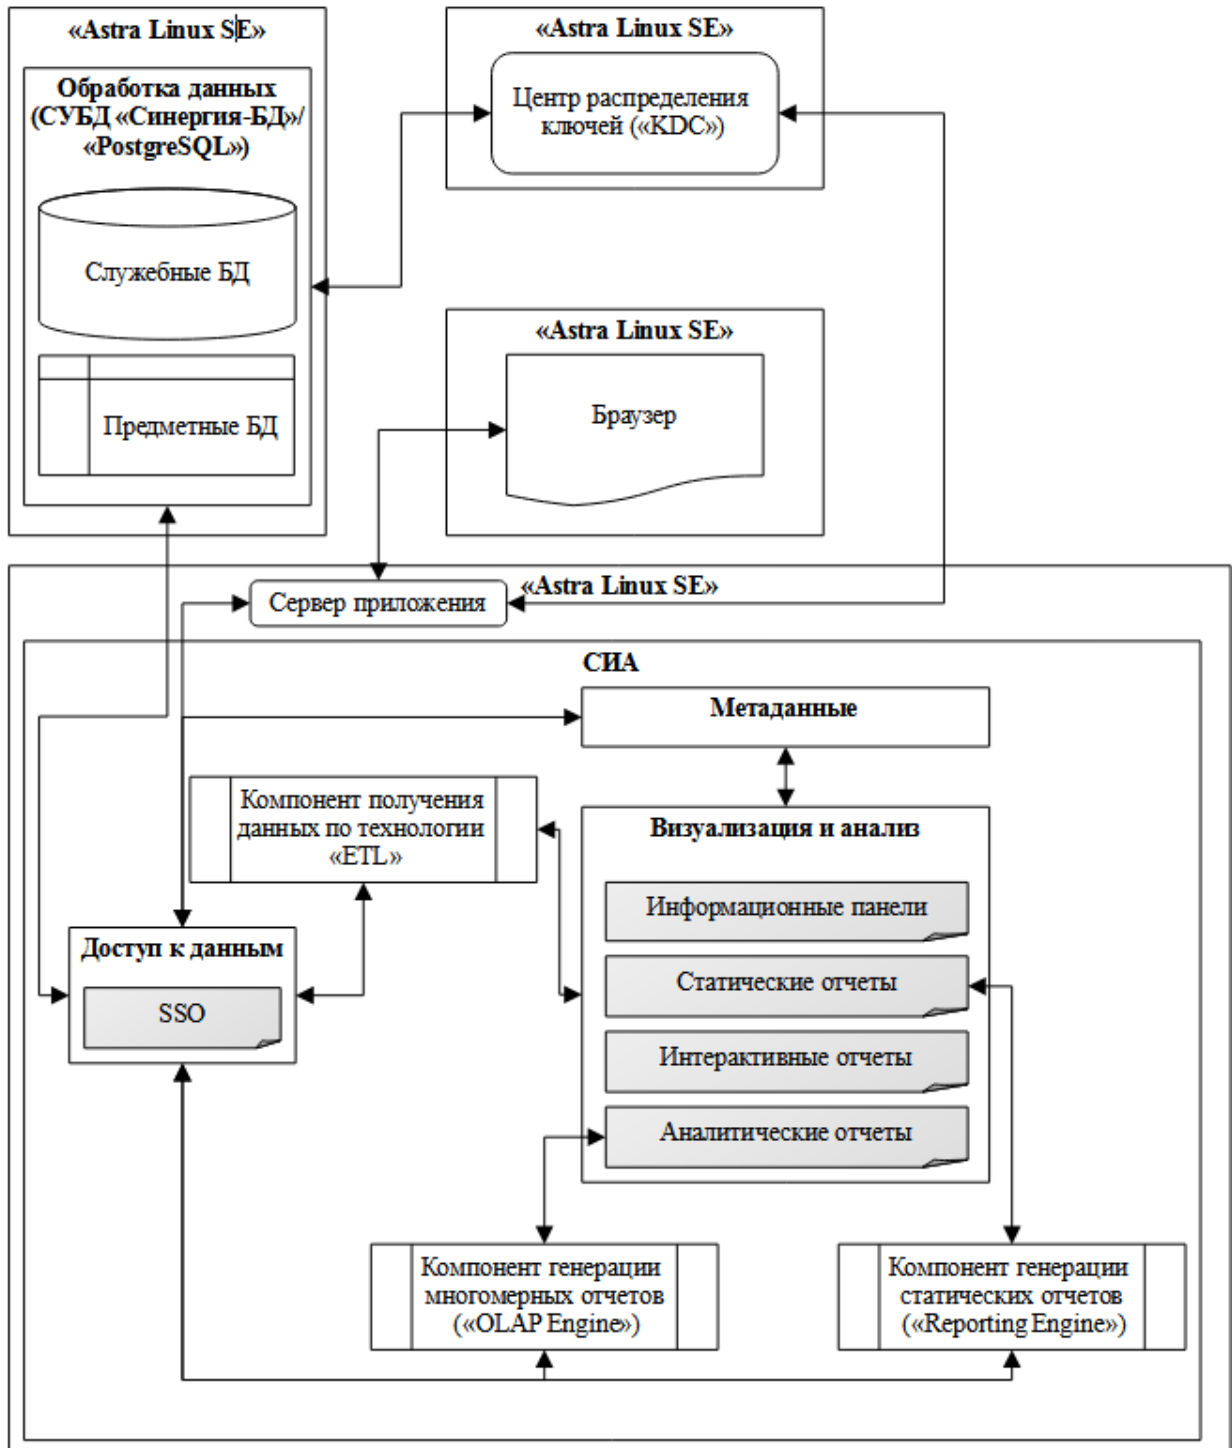 «Astra Linux SE»
Обработка данных
(СУБД «Синергия-БД»/
«PostgreSQL»)
Служебные БД
Предметные БД
«Astra Linux SE»
Центр распределения
ключей («KDC»)
«Astra Linux SE»
Браузер
«Astra Linux SE»
Сервер приложения
СИА
Метаданные
Компонент получения
данных по технологии
«ETL»
Визуализация и анализ
Информационные панели
Статические отчеты
Интерактивные отчеты
Аналитические отчеты
Доступ к данным
SSO
Компонент генерации
многомерных отчетов
(«OLAP Engine»)
Компонент генерации
статических отчетов
(«Reporting Engine»)